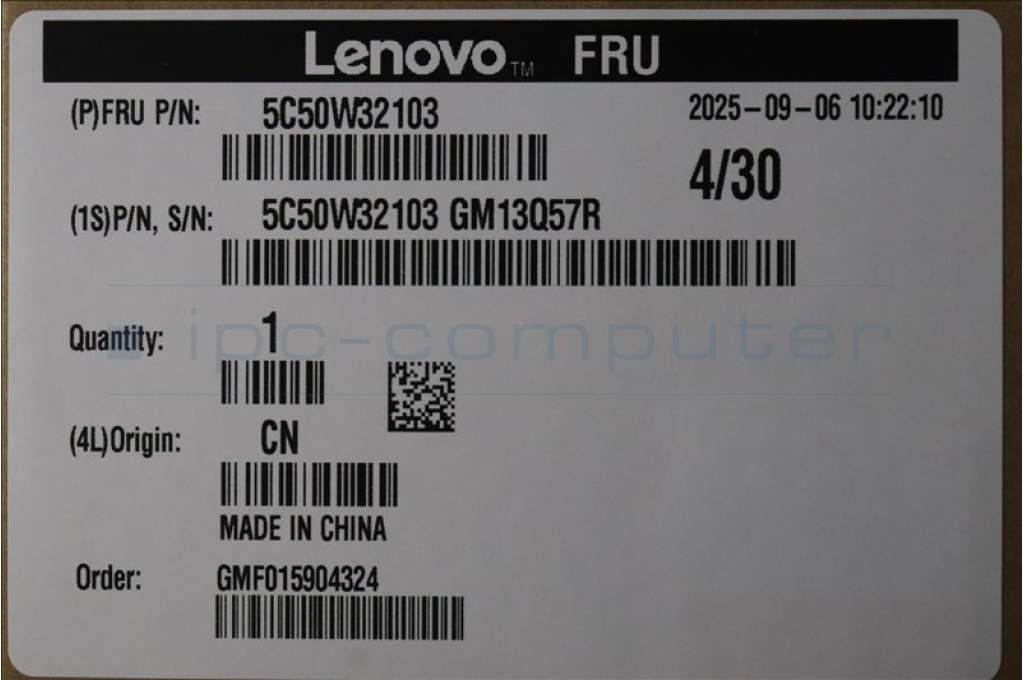 Lenovo™ FRU
(P)FRU P/N: 5C50W32103 2025-09-06 10:22:10
4/30
(1S)P/N, S/N: 5C50W32103 GM13Q57R
Quantity: 1
ipc-computer
(4L)Origin: CN
MADE IN CHINA
Order: GMF015904324